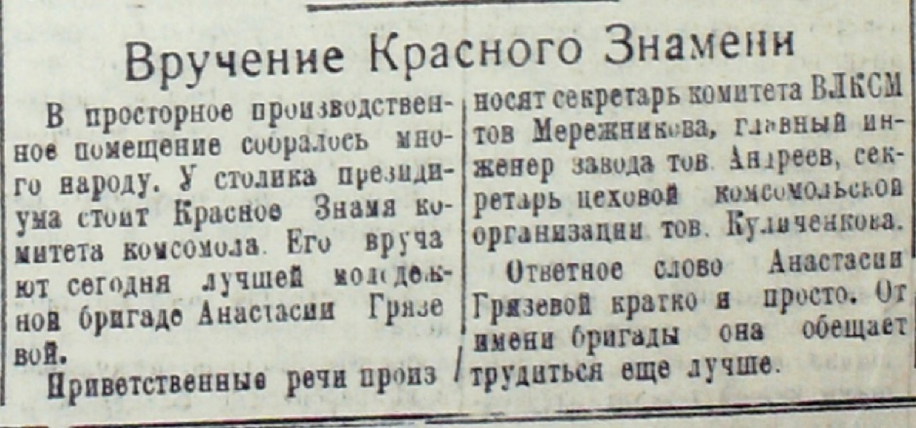 Вручение Красного Знамени
В просторное производствен-
ное помещение собралось мно-
го народу. У столика президи-
ума стоит Красное Знамя ко-
митета комсомола. Его вруча
ют сегодня лучшей молодеж-
ной бригаде Анастасии Грязе
вой.
Приветственные речи произ
носят секретарь комитета ВЛКСМ
тов Мережникова, главный ин-
женер завода тов. Андреев, сек-
ретарь цеховой комсомольской
организации тов. Куличенкова.
Ответное слово Анастасии
Грязевой кратко и просто. От
имени бригады она обещает
трудиться еще лучше.